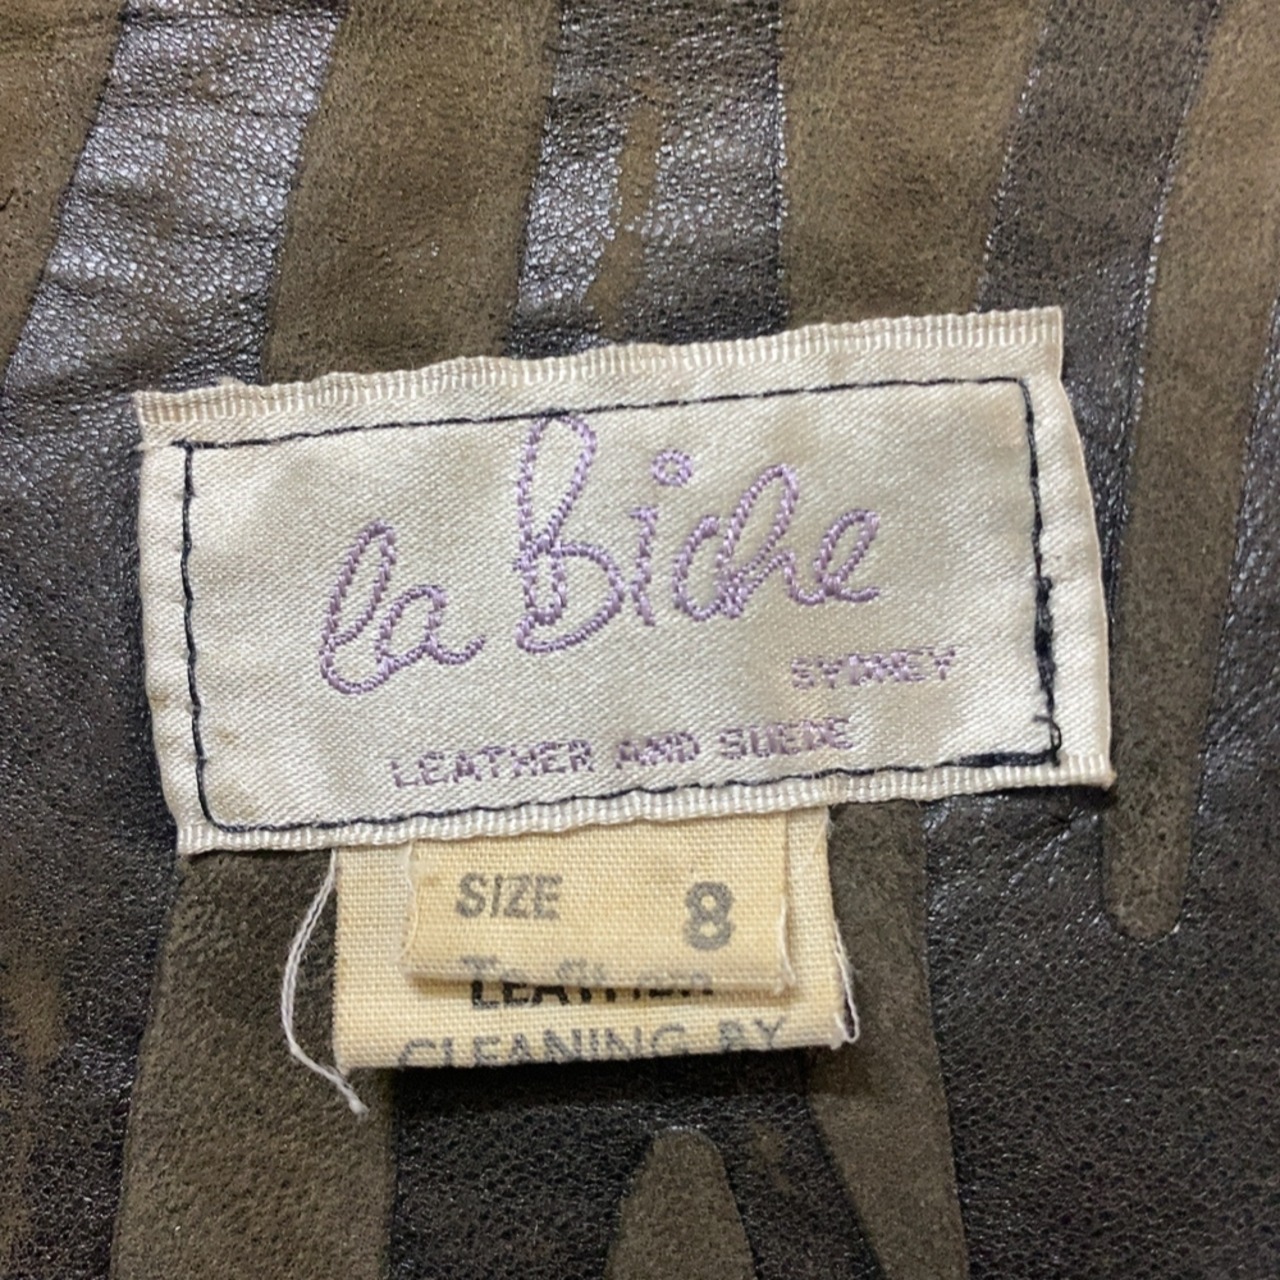 la Biche
SYDNEY
LEATHER AND SUEDE
SIZE 8
CLEANING BY